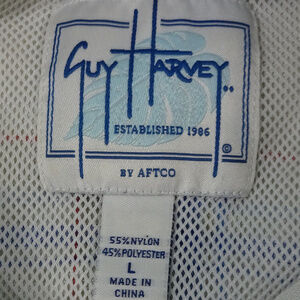 GUY HARVEY
ESTABLISHED 1986
BY AFTCO
55%NYLON
45%POLYESTER
L
MADE IN
CHINA